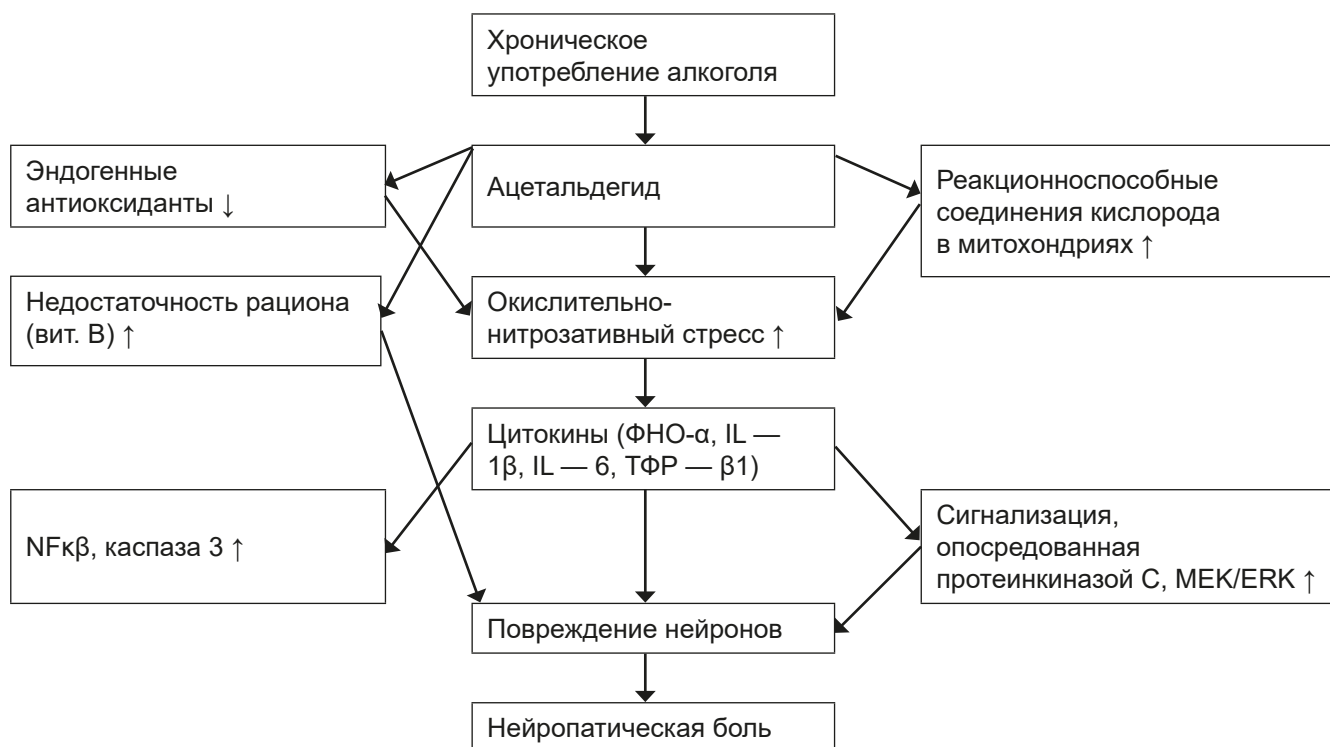 Хроническое
употребление алкоголя
Эндогенные
антиоксиданты ↓
Ацетальдегид
Реакционноспособные
соединения кислорода
в митохондриях ↑
Недостаточность рациона
(вит. В) ↑
Окислительно-
нитрозативный стресс ↑
Цитокины (ФНО-α, IL —
1β, IL — 6, ТФР — β1)
NFκβ, каспаза 3 ↑
Сигнализация,
опосредованная
протеинкиназой С, MEK/ERK ↑
Повреждение нейронов
Нейропатическая боль